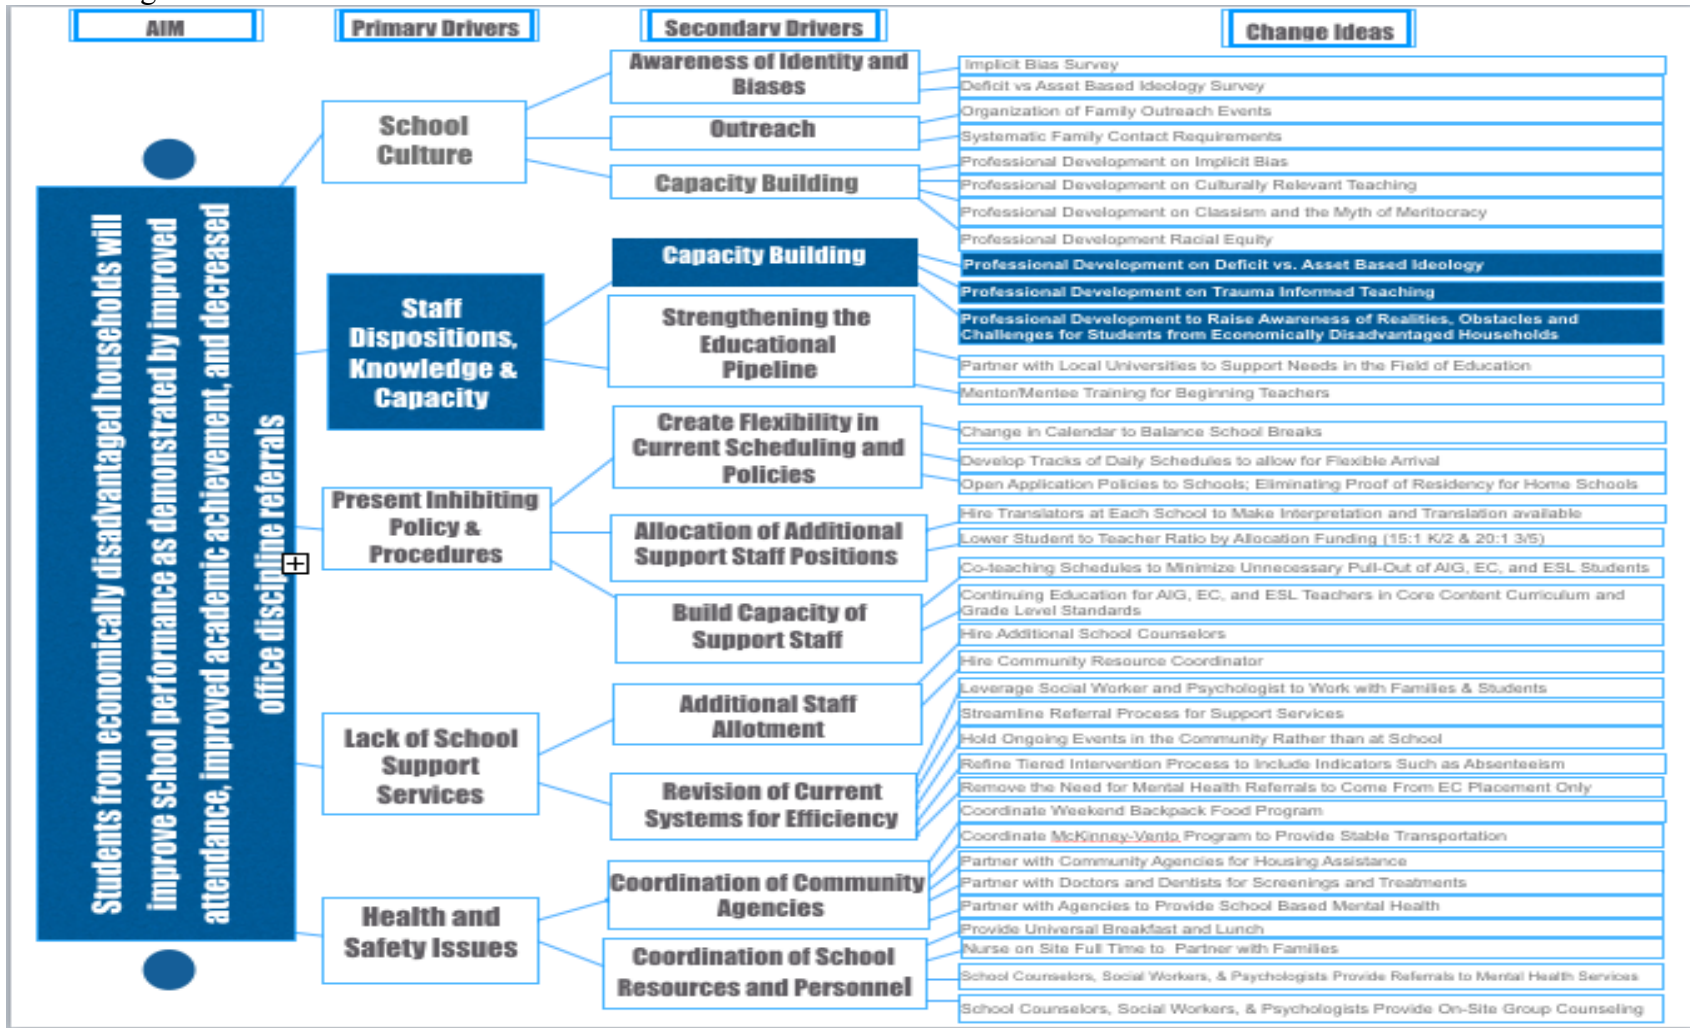 AIM
Primary Drivers
Secondary Drivers
Change Ideas
Students from economically disadvantaged households will
improve school performance as demonstrated by improved
attendance, improved academic achievement, and decreased
office discipline referrals
School
Culture
Staff
Dispositions,
Knowledge &
Capacity
Present Inhibiting
Policy &
Procedures
Lack of School
Support
Services
Health and
Safety Issues
Awareness of Identity and
Biases
Outreach
Capacity Building
Capacity Building
Strengthening the
Educational
Pipeline
Create Flexibility in
Current Scheduling and
Policies
Allocation of Additional
Support Staff Positions
Build Capacity of
Support Staff
Additional Staff
Allotment
Revision of Current
Systems for Efficiency
Coordination of Community
Agencies
Coordination of School
Resources and Personnel
Implicit Bias Survey
Deficit vs Asset Based Ideology Survey
Organization of Family Outreach Events
Systematic Family Contact Requirements
Professional Development on Implicit Bias
Professional Development on Culturally Relevant Teaching
Professional Development on Classism and the Myth of Meritocracy
Professional Development Racial Equity
Professional Development on Deficit vs. Asset Based Ideology
Professional Development on Trauma Informed Teaching
Professional Development to Raise Awareness of Realities, Obstacles and
Challenges for Students from Economically Disadvantaged Households
Partner with Local Universities to Support Needs in the Field of Education
Mentor/Mentee Training for Beginning Teachers
Change in Calendar to Balance School Breaks
Develop Tracks of Daily Schedules to allow for Flexible Arrival
Open Application Policies to Schools; Eliminating Proof of Residency for Home Schools
Hire Translators at Each School to Make Interpretation and Translation available
Lower Student to Teacher Ratio by Allocation Funding (15:1 K/2 & 20:1 3/5)
Co-teaching Schedules to Minimize Unnecessary Pull-Out of AIG, EC, and ESL Students
Continuing Education for AIG, EC, and ESL Teachers in Core Content Curriculum and
Grade Level Standards
Hire Additional School Counselors
Hire Community Resource Coordinator
Leverage Social Worker and Psychologist to Work with Families & Students
Streamline Referral Process for Support Services
Hold Ongoing Events in the Community Rather than at School
Refine Tiered Intervention Process to Include Indicators Such as Absenteeism
Remove the Need for Mental Health Referrals to Come From EC Placement Only
Coordinate Weekend Backpack Food Program
Coordinate McKinney-Vento Program to Provide Stable Transportation
Partner with Community Agencies for Housing Assistance
Partner with Doctors and Dentists for Screenings and Treatments
Partner with Agencies to Provide School Based Mental Health
Provide Universal Breakfast and Lunch
Nurse on Site Full Time to Partner with Families
School Counselors, Social Workers, & Psychologists Provide Referrals to Mental Health Services
School Counselors, Social Workers, & Psychologists Provide On-Site Group Counseling